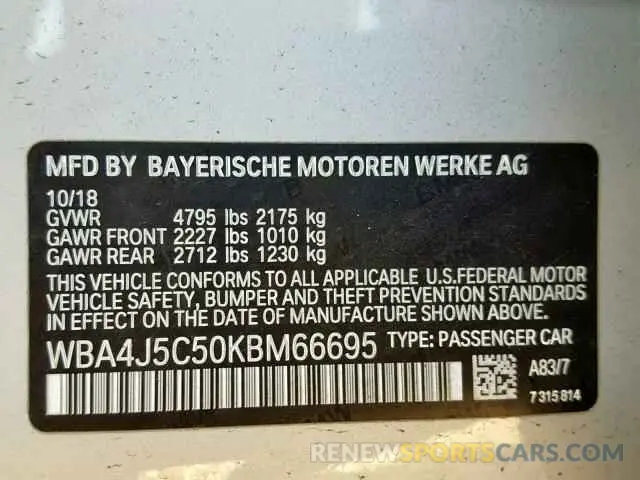 MFD BY BAYERISCHE MOTOREN WERKE AG
10/18
GVWR 4795 lbs 2175 kg
GAWR FRONT 2227 lbs 1010 kg
GAWR REAR 2712 lbs 1230 kg
THIS VEHICLE CONFORMS TO ALL APPLICABLE U.S.FEDERAL MOTOR
VEHICLE SAFETY, BUMPER AND THEFT PREVENTION STANDARDS
IN EFFECT ON THE DATE OF MANUFACTURE SHOWN ABOVE.
WBA4J5C50KBM66695 TYPE: PASSENGER CAR
A83/7
7 315 814
RENEWSPORTSCARS.COM